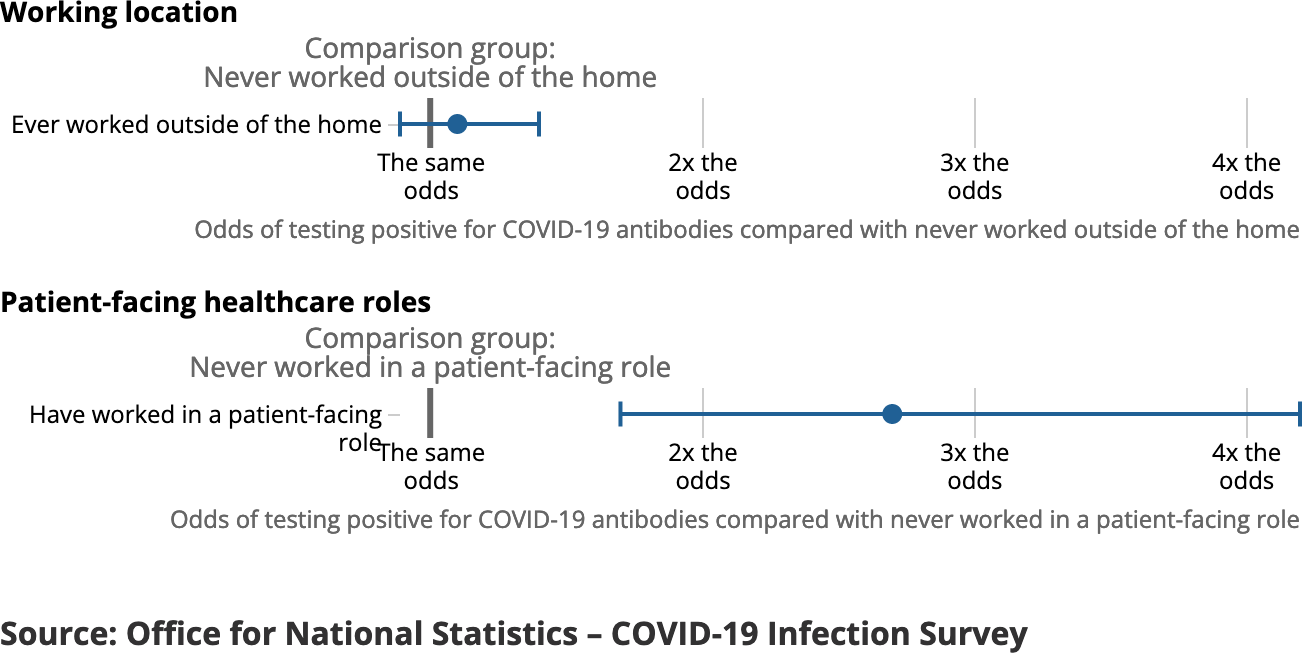 Working location
Comparison group:
Never worked outside of the home
Ever worked outside of the home
The same
odds
2x the
odds
3x the
odds
4x the
odds
Odds of testing positive for COVID-19 antibodies compared with never worked outside of the home
Patient-facing healthcare roles
Comparison group:
Never worked in a patient-facing role
Have worked in a patient-facing
role
The same
odds
2x the
odds
3x the
odds
4x the
odds
Odds of testing positive for COVID-19 antibodies compared with never worked in a patient-facing role
Source: Office for National Statistics – COVID-19 Infection Survey